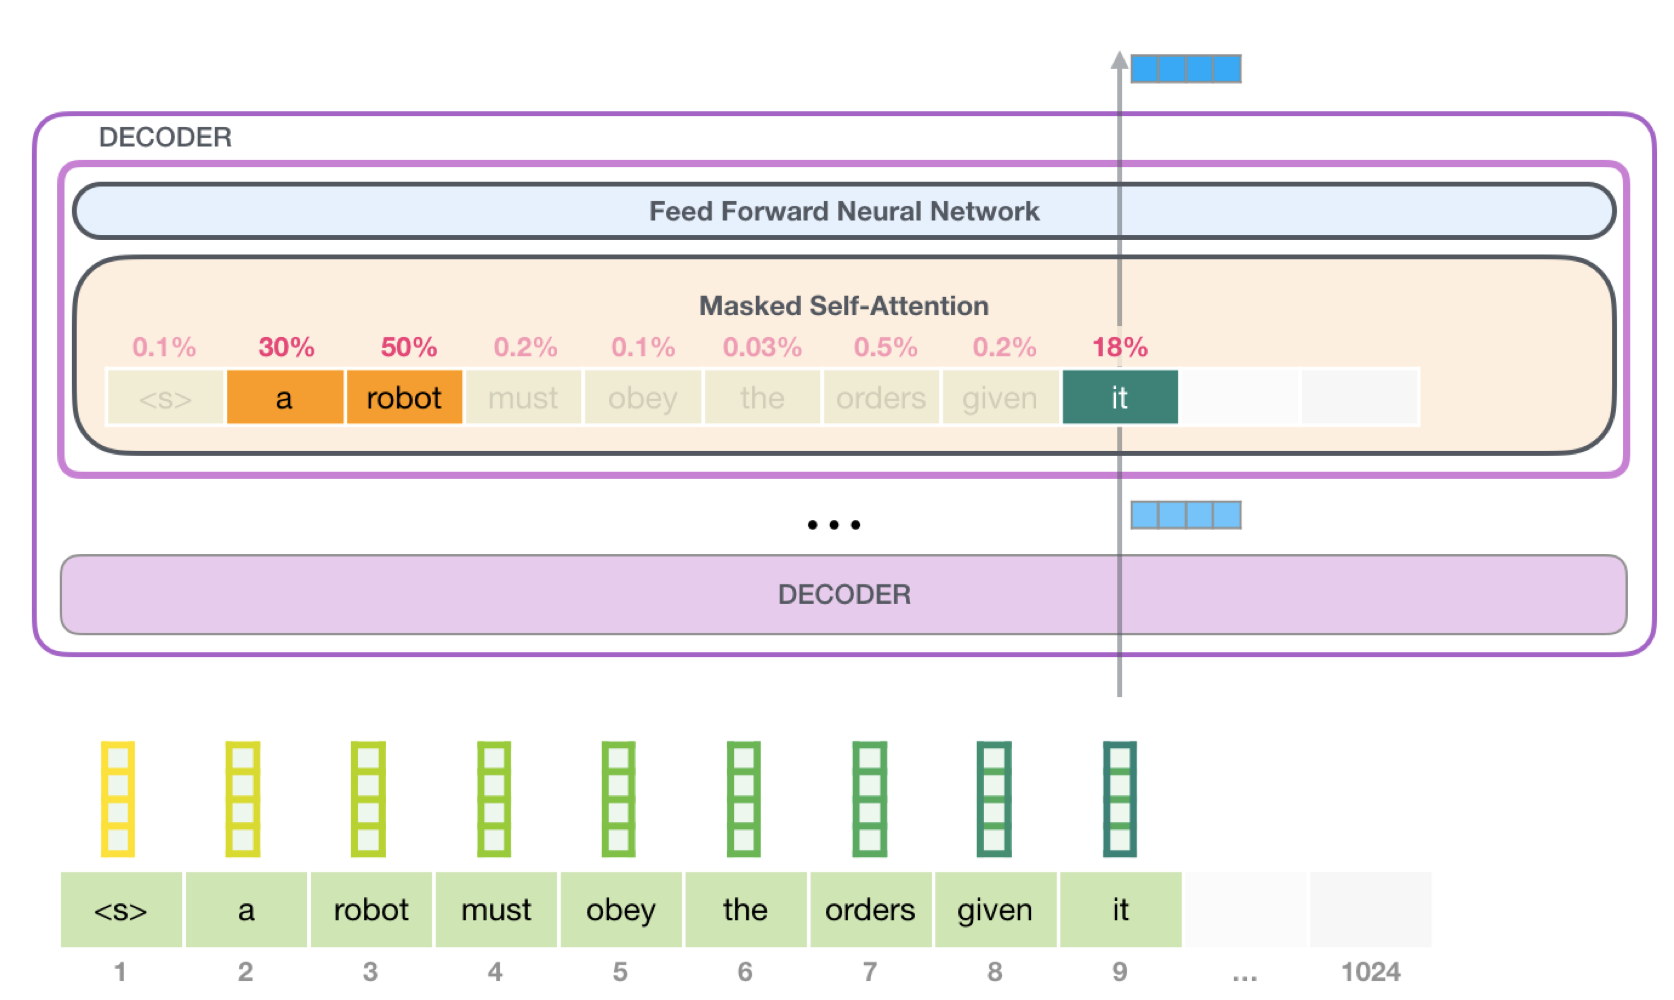 DECODER
Feed Forward Neural Network
Masked Self-Attention
0.1% 30% 50% 0.2% 0.1% 0.03% 0.5% 0.2% 18%
<s> a robot must obey the orders given it
...
DECODER
<s> a robot must obey the orders given it
1 2 3 4 5 6 7 8 9 ... 1024